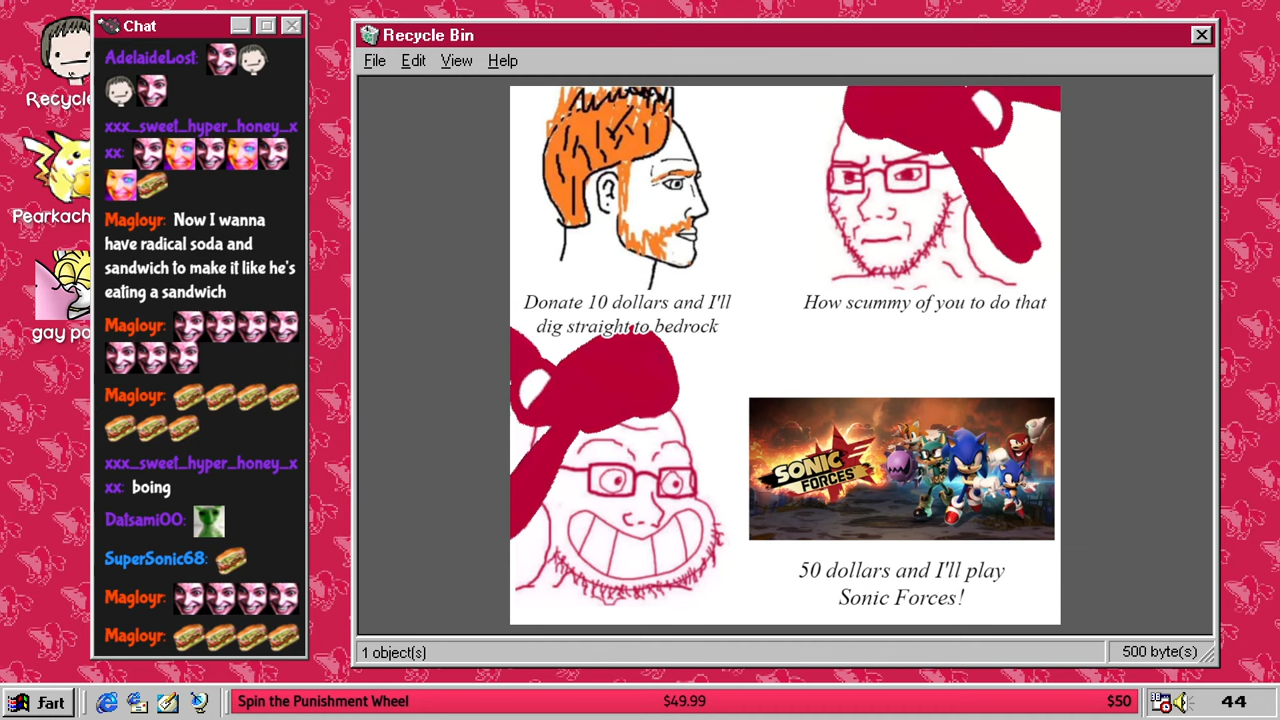 Chat
AdelaideLost:
xxx_sweet_hyper_honey_x
xx:
Magloyr: Now I wanna
have radical soda and
sandwich to make it like he's
eating a sandwich
Magloyr:
Magloyr:
xxx_sweet_hyper_honey_x
xx: boing
Datsami00:
SuperSonic68:
Magloyr:
Magloyr:
Recycle
Pearkach
gay po
Recycle Bin
File Edit View Help
Donate 10 dollars and I'll
dig straight to bedrock
How scummy of you to do that
SONIC
FORCES
50 dollars and I'll play
Sonic Forces!
1 object(s)
500 byte(s)
fart
Spin the Punishment Wheel $49.99 $50
44